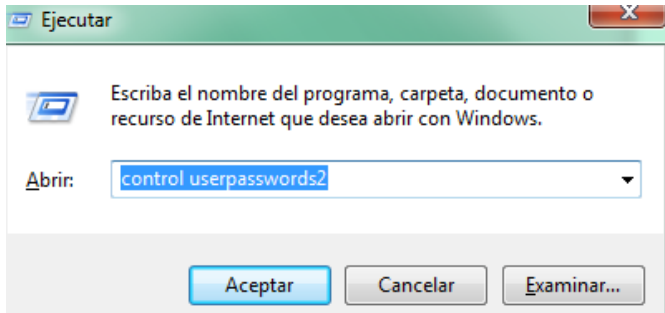 Ejecutar
Escriba el nombre del programa, carpeta, documento o
recurso de Internet que desea abrir con Windows.
Abrir: control userpasswords2
Aceptar Cancelar Examinar...